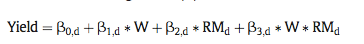 Yield = β₀,d + β₁,d ∗ W + β₂,d ∗ RMd + β₃,d ∗ W ∗ RMd